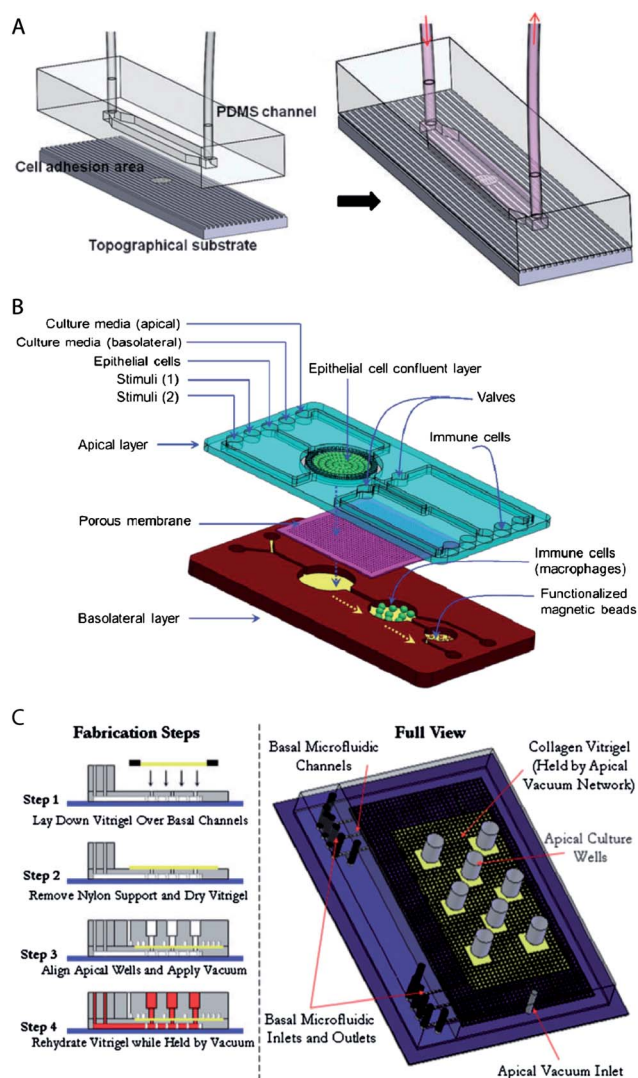 A
PDMS channel
Cell adhesion area
Topographical substrate
B
Culture media (apical)
Culture media (basolateral)
Epithelial cells
Stimuli (1)
Stimuli (2)
Epithelial cell confluent layer
Valves
Immune cells
Apical layer
Porous membrane
Immune cells
(macrophages)
Functionalized
magnetic beads
Basolateral layer
C
Fabrication Steps
Step 1
Lay Down Vitrigel Over Basal Channels
Step 2
Remove Nylon Support and Dry Vitrigel
Step 3
Align Apical Wells and Apply Vacuum
Step 4
Rehydrate Vitrigel while Held by Vacuum
Full View
Basal Microfluidic
Channels
Collagen Vitrigel
(Held by Apical
Vacuum Network)
Apical Culture
Wells
Basal Microfluidic
Inlets and Outlets
Apical Vacuum Inlet